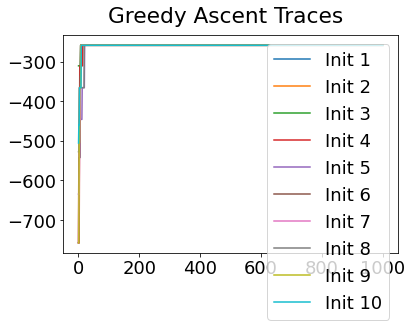 Greedy Ascent Traces
−300
−400
−500
−600
−700
0 200 400 600 800 1000
Init 1
Init 2
Init 3
Init 4
Init 5
Init 6
Init 7
Init 8
Init 9
Init 10